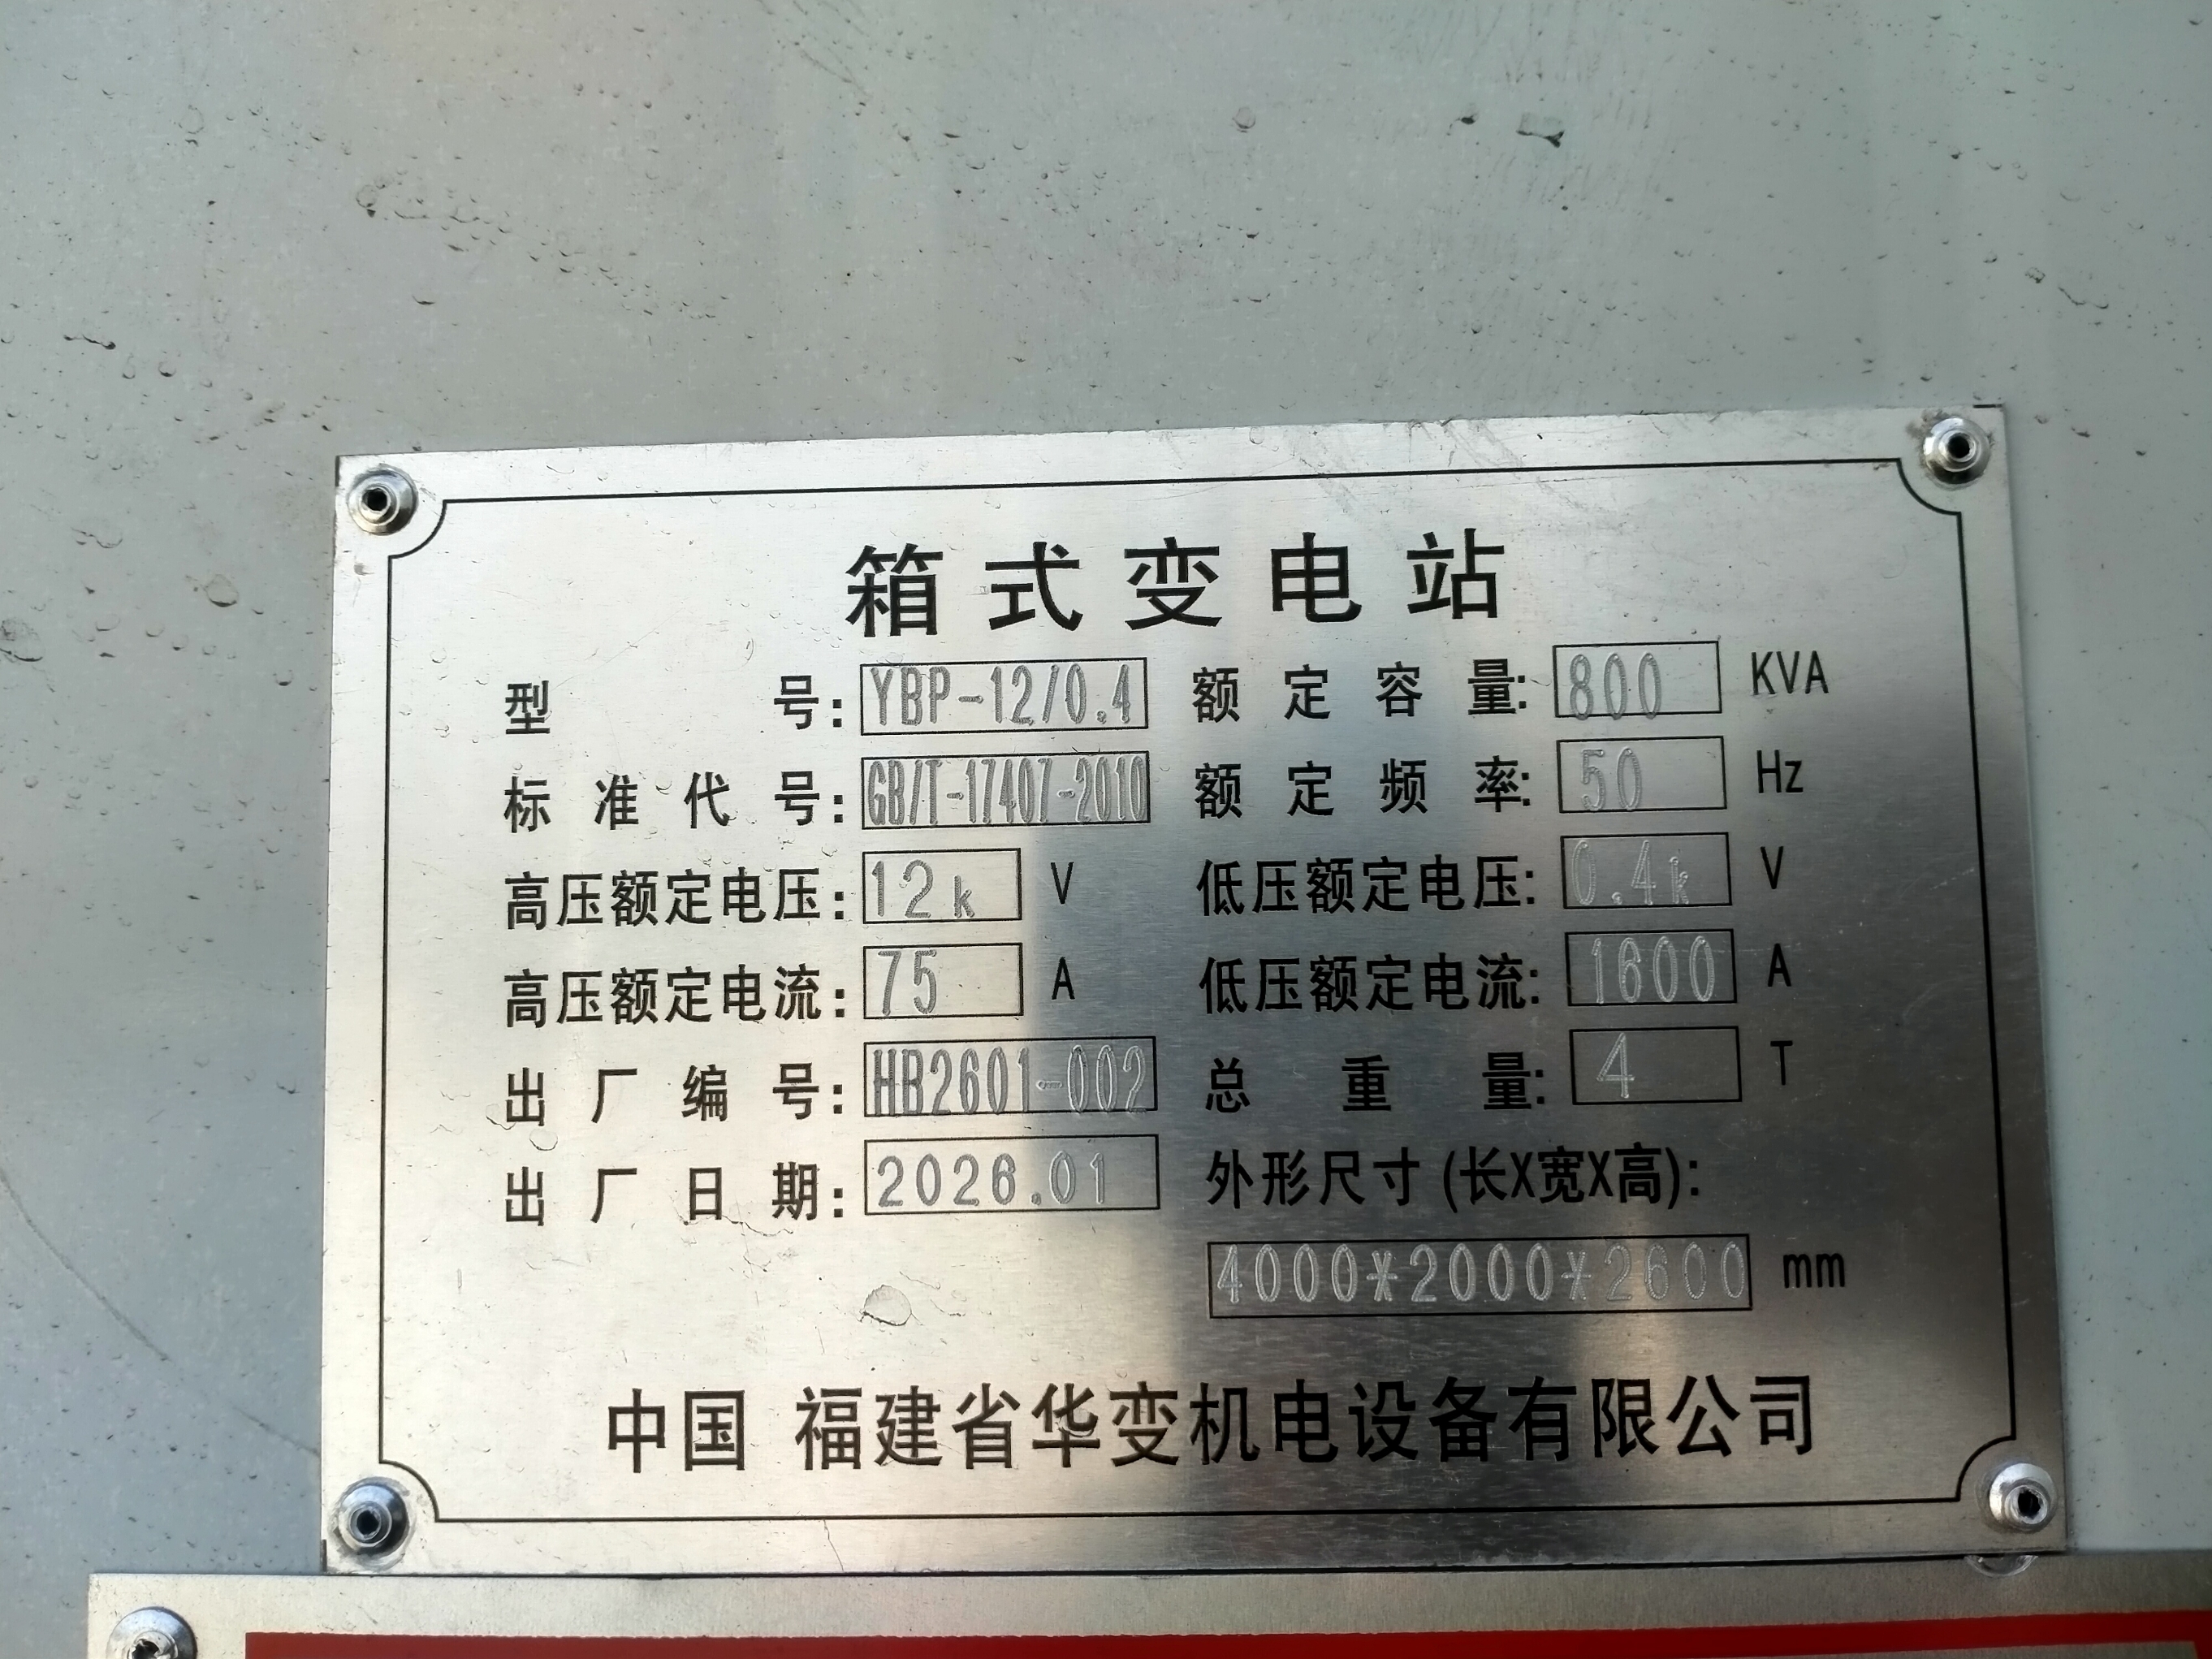 箱式变电站
型号: YBP-12/0.4 额定容量: 800 KVA
标准代号: GB/T-17407-2010 额定频率: 50 Hz
高压额定电压: 12k V 低压额定电压: 0.4k V
高压额定电流: 75 A 低压额定电流: 1600 A
出厂编号: HB2601-002 总重量: 4 T
出厂日期: 2026.01 外形尺寸(长X宽X高):
4000*2000*2600 mm
中国 福建省华变机电设备有限公司